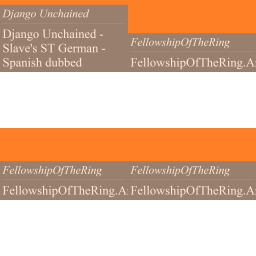 Django Unchained
Django Unchained -
Slave's ST German -
Spanish dubbed
FellowshipOfTheRing
FellowshipOfTheRing.A
FellowshipOfTheRing
FellowshipOfTheRing.A
FellowshipOfTheRing
FellowshipOfTheRing.A